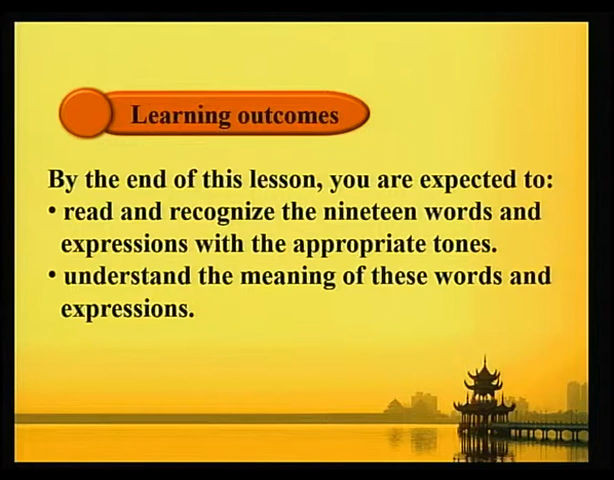 Learning outcomes
By the end of this lesson, you are expected to:
• read and recognize the nineteen words and
expressions with the appropriate tones.
• understand the meaning of these words and
expressions.